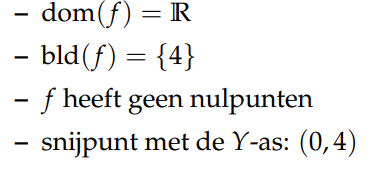 – dom(f) = ℝ
– bld(f) = {4}
– f heeft geen nulpunten
– snijpunt met de Y-as: (0, 4)